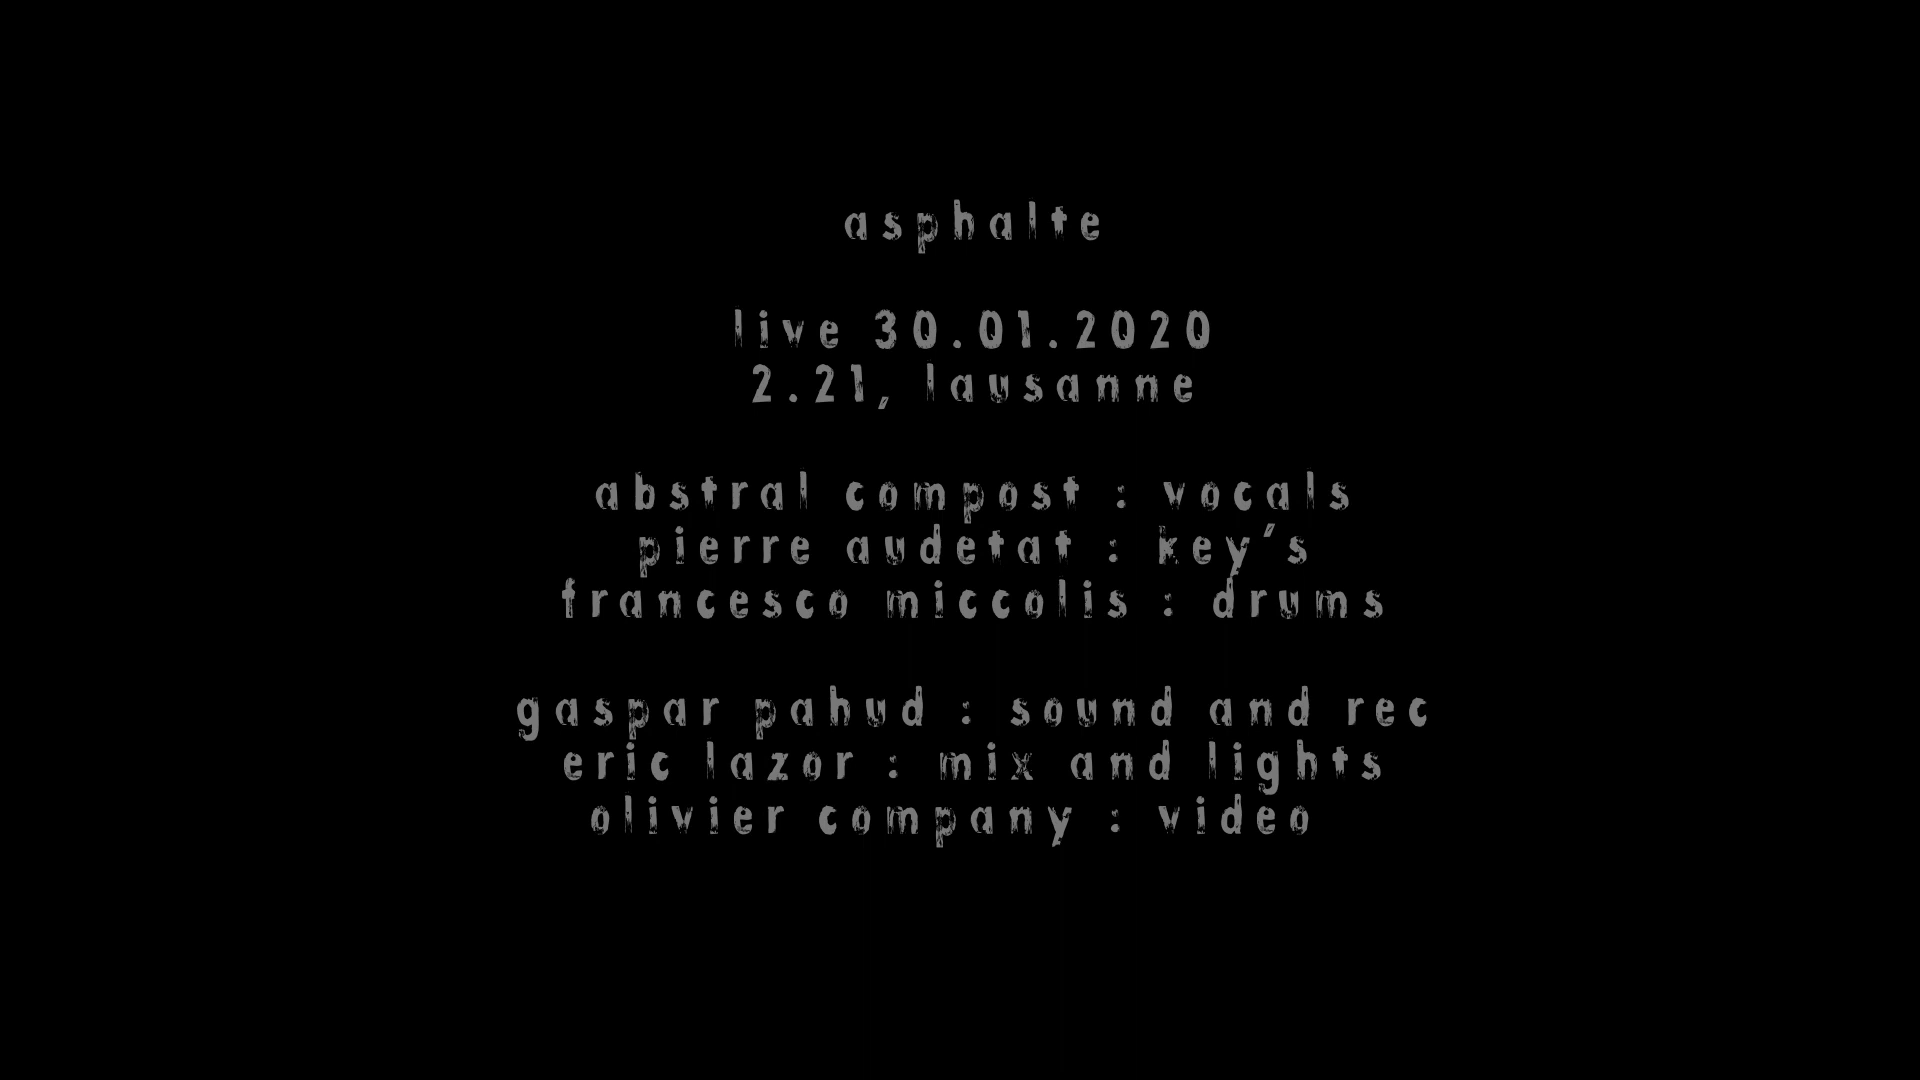 asphalte
live 30.01.2020
2.21, lausanne
abstral compost : vocals
pierre audetat : key's
francesco miccolis : drums
gaspar pahud : sound and rec
eric lazor : mix and lights
olivier company : video